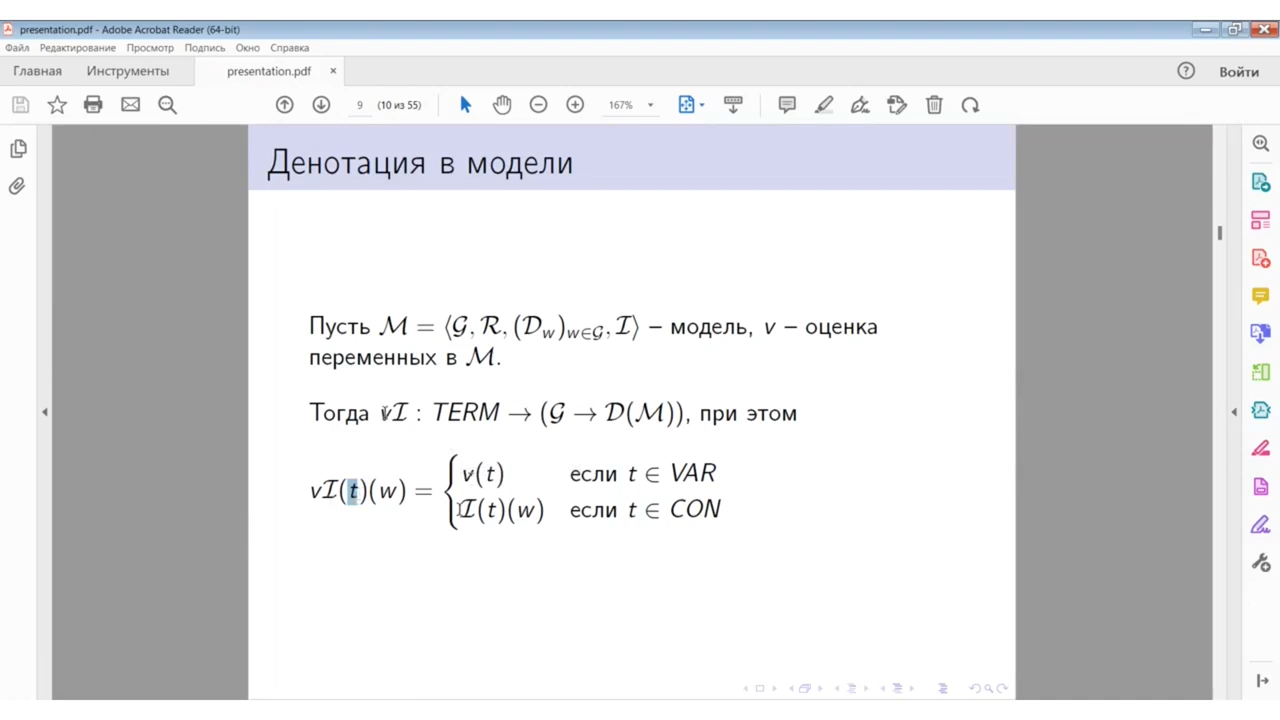 presentation.pdf - Adobe Acrobat Reader (64-bit)
Файл Редактирование Просмотр Подпись Окно Справка
Главная Инструменты presentation.pdf × Войти
9 (10 из 55) 167%
Денотация в модели
Пусть ℳ = ⟨𝒢, ℛ, (𝒟_w)_{w∈𝒢}, ℐ⟩ – модель, v – оценка
переменных в ℳ.
Тогда vℐ : TERM → (𝒢 → 𝒟(ℳ)), при этом
vℐ(t)(w) = { v(t) если t ∈ VAR
ℐ(t)(w) если t ∈ CON